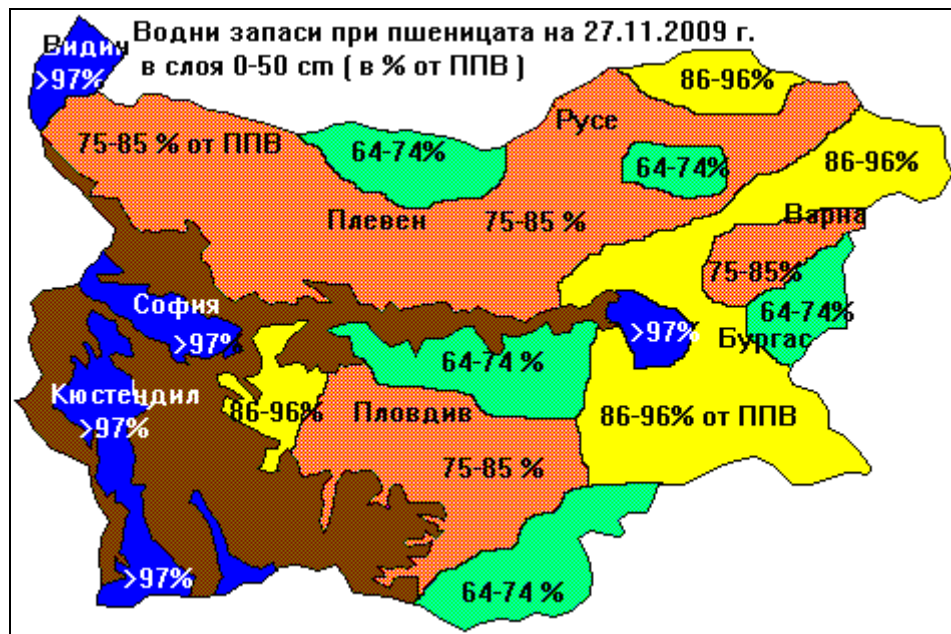 Водни запаси при пшеницата на 27.11.2009 г.
в слоя 0-50 cm ( в % от ППВ )
Видин
>97%
86-96%
Русе
75-85 % от ППВ
64-74%
64-74%
86-96%
Плевен
75-85 %
Варна
75-85%
София
>97%
64-74%
>97%
Бургас
64-74 %
Кюстендил
>97%
86-96%
Пловдив
86-96% от ППВ
75-85 %
>97%
64-74 %